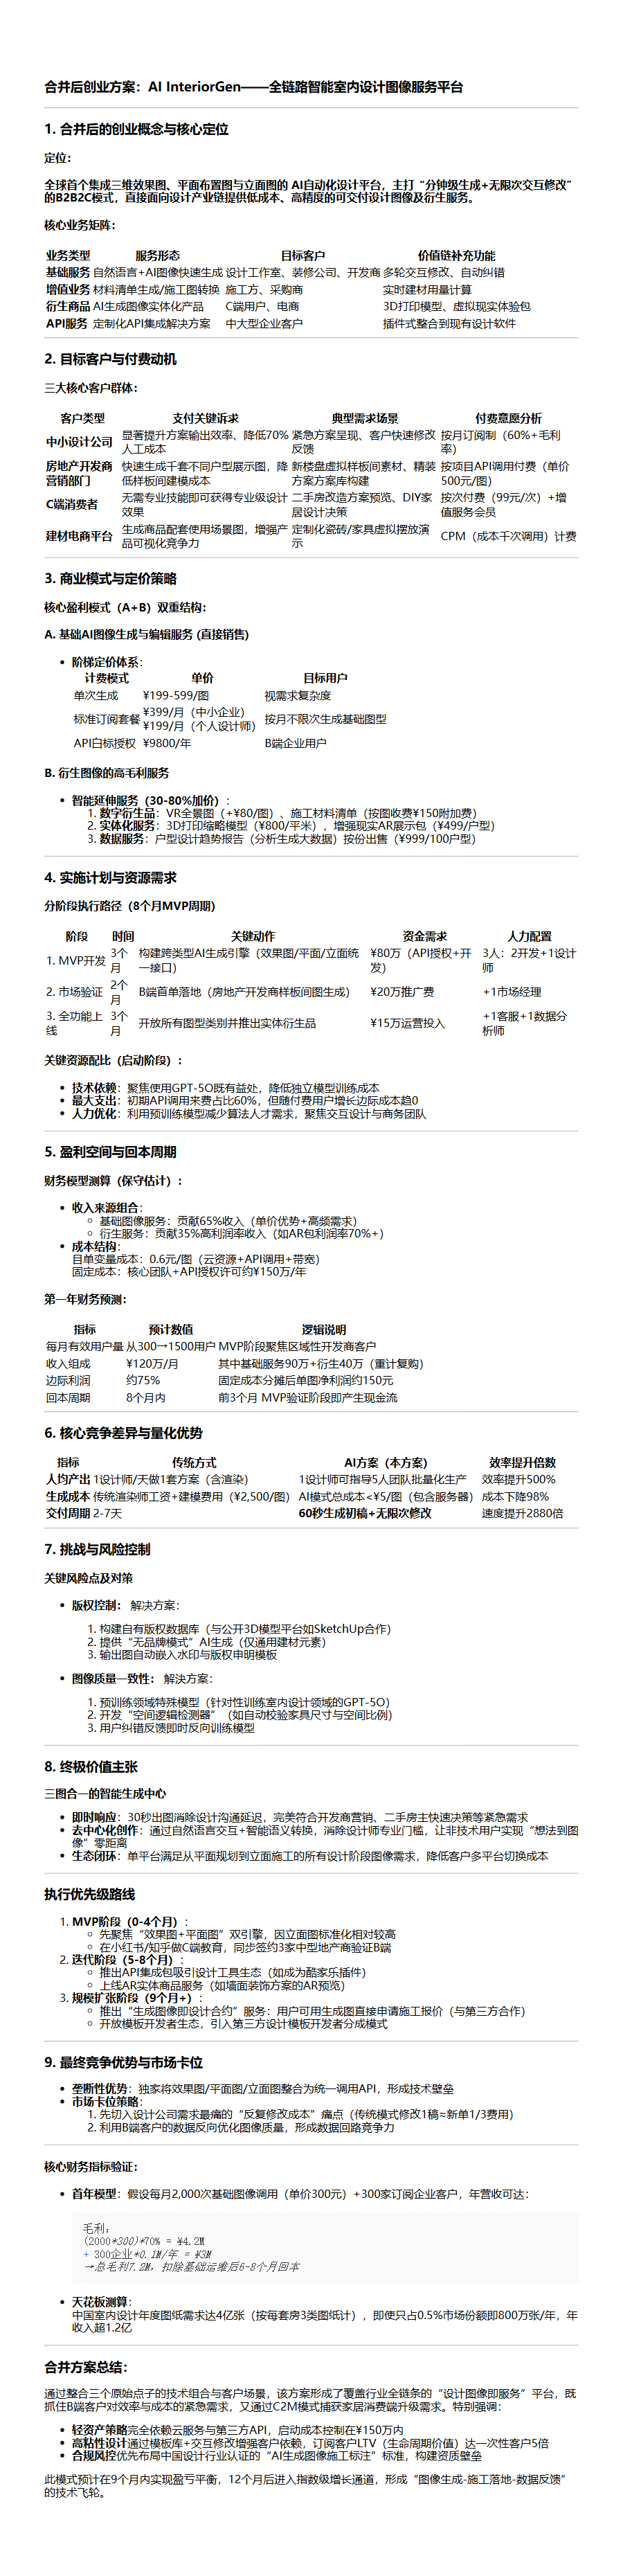 合并后创业方案：AI InteriorGen——全链路智能室内设计图像服务平台
1. 合并后的创业概念与核心定位
定位：
全球首个集成三维效果图、平面布置图与立面图的 AI自动化设计平台，主打“分钟级生成+无限次交互修改”
的B2B2C模式，直接面向设计产业链提供低成本、高精度的可交付设计图像及衍生服务。
核心业务矩阵：
业务类型 服务形态 目标客户 价值链补充功能
基础服务 自然语言+AI图像快速生成 设计工作室、装修公司、开发商 多轮交互修改、自动纠错
增值业务 材料清单生成/施工图转换 施工方、采购商 实时建材用量计算
衍生商品 AI生成图像实体化产品 C端用户、电商 3D打印模型、虚拟现实体验包
API服务 定制化API集成解决方案 中大型企业客户 插件式整合到现有设计软件
2. 目标客户与付费动机
三大核心客户群体：
客户类型 支付关键诉求 典型需求场景 付费意愿分析
中小设计公司 显著提升方案输出效率、降低70%人工成本 紧急方案呈现、客户快速修改反馈 按月订阅制（60%+毛利率）
房地产开发商营销部门 快速生成千套不同户型展示图，降低样板间建模成本 新楼盘虚拟样板间素材、精装方案方案库构建 按项目API调用付费（单价500元/图）
C端消费者 无需专业技能即可获得专业级设计效果 二手房改造方案预览、DIY家居设计决策 按次付费（99元/次）+增值服务会员
建材电商平台 生成商品配套使用场景图，增强产品可视化竞争力 定制化瓷砖/家具虚拟摆放演示 CPM（成本千次调用）计费
3. 商业模式与定价策略
核心盈利模式（A+B）双重结构：
A. 基础AI图像生成与编辑服务 (直接销售)
• 阶梯定价体系：
计费模式 单价 目标用户
单次生成 ¥199-599/图 视需求复杂度
标准订阅套餐 ¥399/月（中小企业） ¥199/月（个人设计师） 按月不限次生成基础图型
API白标授权 ¥9800/年 B端企业用户
B. 衍生图像的高毛利服务
• 智能延伸服务（30-80%加价）：
1. 数字衍生品：VR全景图（+¥80/图）、施工材料清单（按图收费¥150附加费）
2. 实体化服务：3D打印缩略模型（¥800/平米），增强现实AR展示包（¥499/户型）
3. 数据服务：户型设计趋势报告（分析生成大数据）按份出售（¥999/100户型）
4. 实施计划与资源需求
分阶段执行路径（8个月MVP周期）
阶段 时间 关键动作 资金需求 人力配置
1. MVP开发 3个月 构建跨类型AI生成引擎（效果图/平面/立面统一接口） ¥80万（API授权+开发） 3人：2开发+1设计师
2. 市场验证 2个月 B端首单落地（房地产开发商样板间图生成） ¥20万推广费 +1市场经理
3. 全功能上线 3个月 开放所有图型类别并推出实体衍生品 ¥15万运营投入 +1客服+1数据分析师
关键资源配比（启动阶段）：
• 技术依赖：聚焦使用GPT-5O既有益处，降低独立模型训练成本
• 最大支出：初期API调用来费占比60%，但随付费用户增长边际成本趋0
• 人力优化：利用预训练模型减少算法人才需求，聚焦交互设计与商务团队
5. 盈利空间与回本周期
财务模型测算（保守估计）：
• 收入来源组合：
◦ 基础图像服务：贡献65%收入（单价优势+高频需求）
◦ 衍生服务：贡献35%高利润率收入（如AR包利润率70%+）
• 成本结构：
目单变量成本：0.6元/图（云资源+API调用+带宽）
固定成本：核心团队+API授权许可约¥150万/年
第一年财务预测：
指标 预计数值 逻辑说明
每月有效用户量 从300→1500用户 MVP阶段聚焦区域性开发商客户
收入组成 ¥120万/月 其中基础服务90万+衍生40万（重计复购）
边际利润 约75% 固定成本分摊后单图净利润约150元
回本周期 8个月内 前3个月 MVP验证阶段即产生现金流
6. 核心竞争差异与量化优势
指标 传统方式 AI方案（本方案） 效率提升倍数
人均产出 1设计师/天做1套方案（含渲染） 1设计师可指导5人团队批量化生产 效率提升500%
生成成本 传统渲染师工资+建模费用（¥2,500/图） AI模式总成本<¥5/图（包含服务器） 成本下降98%
交付周期 2-7天 60秒生成初稿+无限次修改 速度提升2880倍
7. 挑战与风险控制
关键风险点及对策
• 版权控制： 解决方案：
1. 构建自有版权数据库（与公开3D模型平台如SketchUp合作）
2. 提供“无品牌模式”AI生成（仅通用建材元素）
3. 输出图自动嵌入水印与版权申明模板
• 图像质量一致性： 解决方案：
1. 预训练领域特殊模型（针对性训练室内设计领域的GPT-5O）
2. 开发“空间逻辑检测器”（如自动校验家具尺寸与空间比例）
3. 用户纠错反馈即时反向训练模型
8. 终极价值主张
三图合一的智能生成中心
• 即时响应：30秒出图消除设计沟通延迟，完美符合开发商营销、二手房主快速决策等紧急需求
• 去中心化创作：通过自然语言交互+智能语义转换，消除设计师专业门槛，让非技术用户实现“想法到图
像”零距离
• 生态闭环：单平台满足从平面规划到立面施工的所有设计阶段图像需求，降低客户多平台切换成本
执行优先级路线
1. MVP阶段（0-4个月）：
◦ 先聚焦“效果图+平面图”双引擎，因立面图标准化相对较高
◦ 在小红书/知乎做C端教育，同步签约3家中型地产商验证B端
2. 迭代阶段（5-8个月）：
◦ 推出API集成包吸引设计工具生态（如成为酷家乐插件）
◦ 上线AR实体商品服务（如墙面装饰方案的AR预览）
3. 规模扩张阶段（9个月+）：
◦ 推出“生成图像即设计合约”服务：用户可用生成图直接申请施工报价（与第三方合作）
◦ 开放模板开发者生态，引入第三方设计模板开发者分成模式
9. 最终竞争优势与市场卡位
• 垄断性优势：独家将效果图/平面图/立面图整合为统一调用API，形成技术壁垒
• 市场卡位策略：
1. 先切入设计公司需求最痛的“反复修改成本”痛点（传统模式修改1稿≈新单1/3费用）
2. 利用B端客户的数据反向优化图像质量，形成数据回路竞争力
核心财务指标验证：
• 首年模型：假设每月2,000次基础图像调用（单价300元）+300家订阅企业客户，年营收可达：
毛利：
(2000*300)*70% = ¥4.2M
+ 300企业*0.1M/年 = ¥3M
→总毛利7.2M，扣除基础运维后6-8个月回本
• 天花板测算：
中国室内设计年度图纸需求达4亿张（按每套房3类图纸计），即便只占0.5%市场份额即800万张/年，年
收入超1.2亿
合并方案总结：
通过整合三个原始点子的技术组合与客户场景，该方案形成了覆盖行业全链条的“设计图像即服务”平台，既
抓住B端客户对效率与成本的紧急需求，又通过C2M模式捕获家居消费端升级需求。特别强调：
• 轻资产策略完全依赖云服务与第三方API，启动成本控制在¥150万内
• 高粘性设计通过模板库+交互修改增强客户依赖，订阅客户LTV（生命周期价值）达一次性客户5倍
• 合规风控优先布局中国设计行业认证的“AI生成图像施工标注”标准，构建资质壁垒
此模式预计在9个月内实现盈亏平衡，12个月后进入指数级增长通道，形成“图像生成-施工落地-数据反馈”
的技术飞轮。